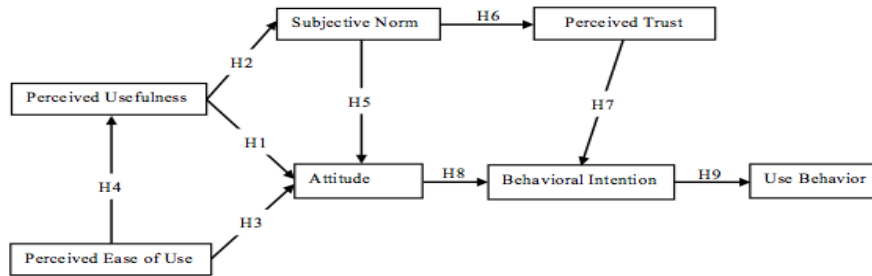 Subjective Norm
H6
Perceived Trust
H2
Perceived Usefulness
H5
H7
H1
Attitude
H8
Behavioral Intention
H9
Use Behavior
H4
H3
Perceived Ease of Use